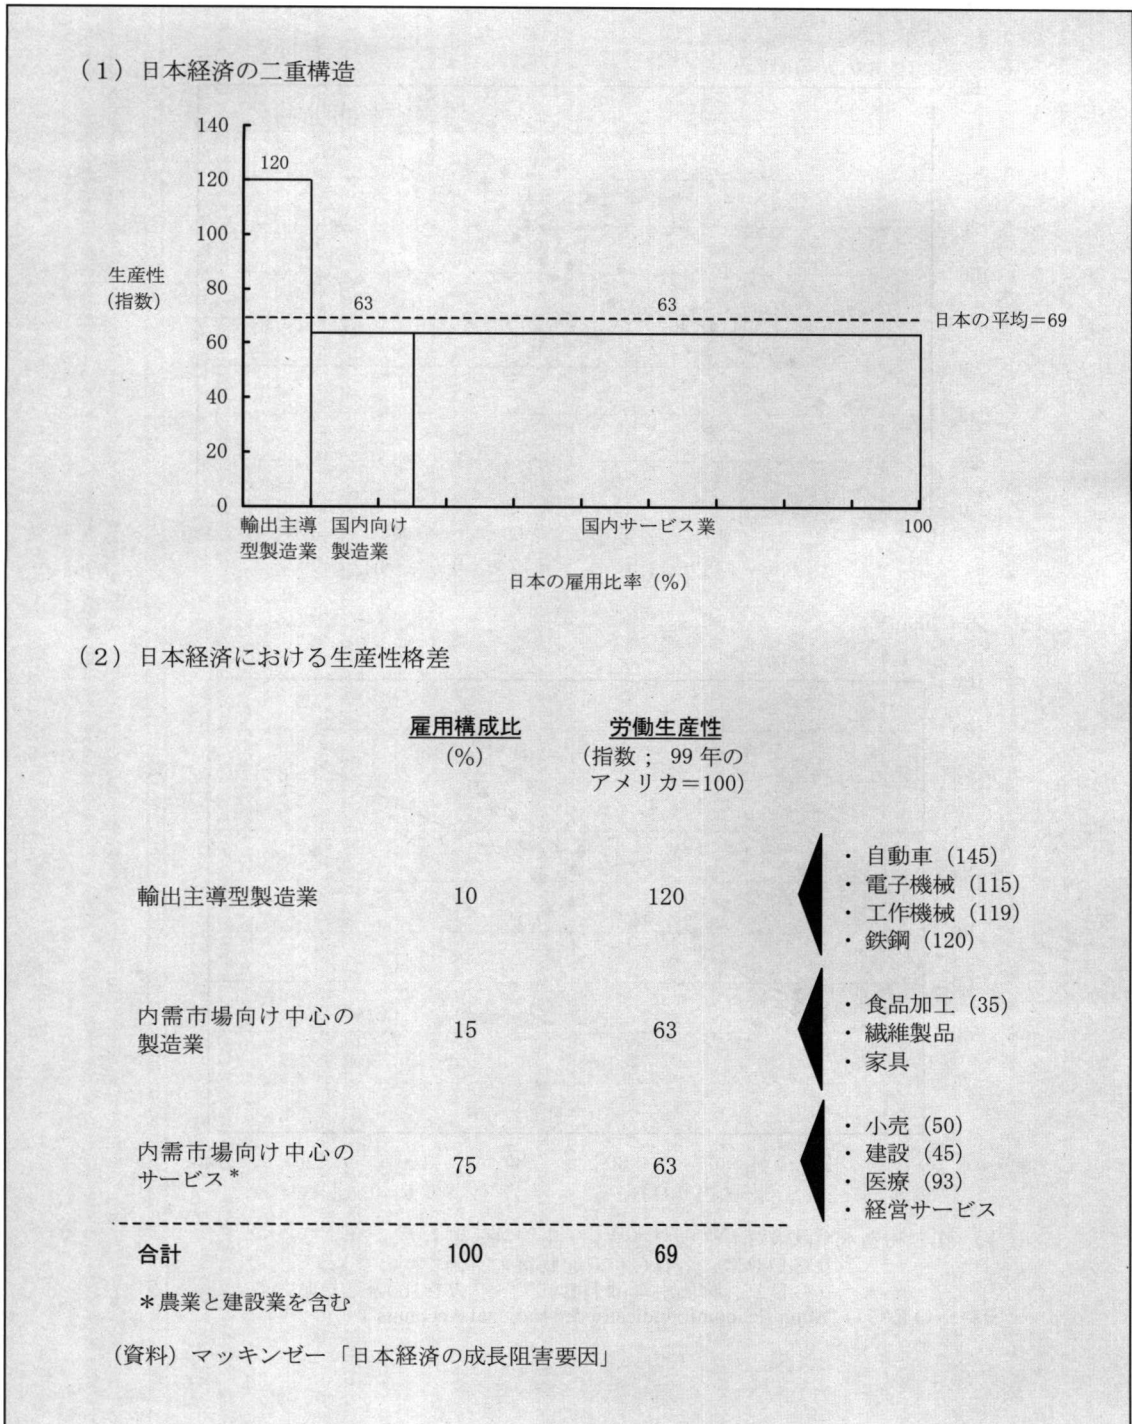 (1) 日本経済の二重構造
140
120
100
80
60
40
20
0
生産性
(指数)
120
63
63
日本の平均=69
輸出主導
型製造業
国内向け
製造業
国内サービス業
100
日本の雇用比率 (%)
(2) 日本経済における生産性格差
雇用構成比
(%)
労働生産性
(指数; 99年の
アメリカ=100)
輸出主導型製造業 10 120
・ 自動車 (145)
・ 電子機械 (115)
・ 工作機械 (119)
・ 鉄鋼 (120)
内需市場向け中心の
製造業
15 63
・ 食品加工 (35)
・ 繊維製品
・ 家具
内需市場向け中心の
サービス*
75 63
・ 小売 (50)
・ 建設 (45)
・ 医療 (93)
・ 経営サービス
合計 100 69
*農業と建設業を含む
(資料) マッキンゼー「日本経済の成長阻害要因」